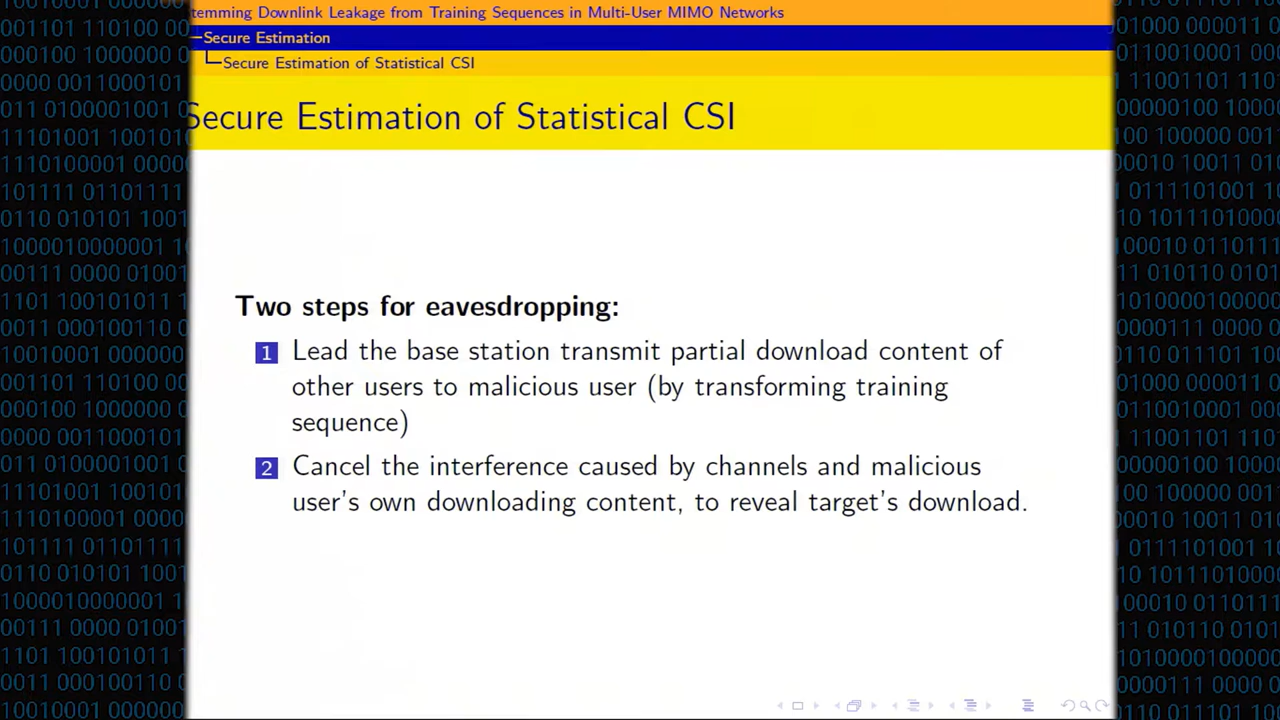 temming Downlink Leakage from Training Sequences in Multi-User MIMO Networks
Secure Estimation
Secure Estimation of Statistical CSI
Secure Estimation of Statistical CSI
Two steps for eavesdropping:
1 Lead the base station transmit partial download content of
other users to malicious user (by transforming training
sequence)
2 Cancel the interference caused by channels and malicious
user's own downloading content, to reveal target's download.